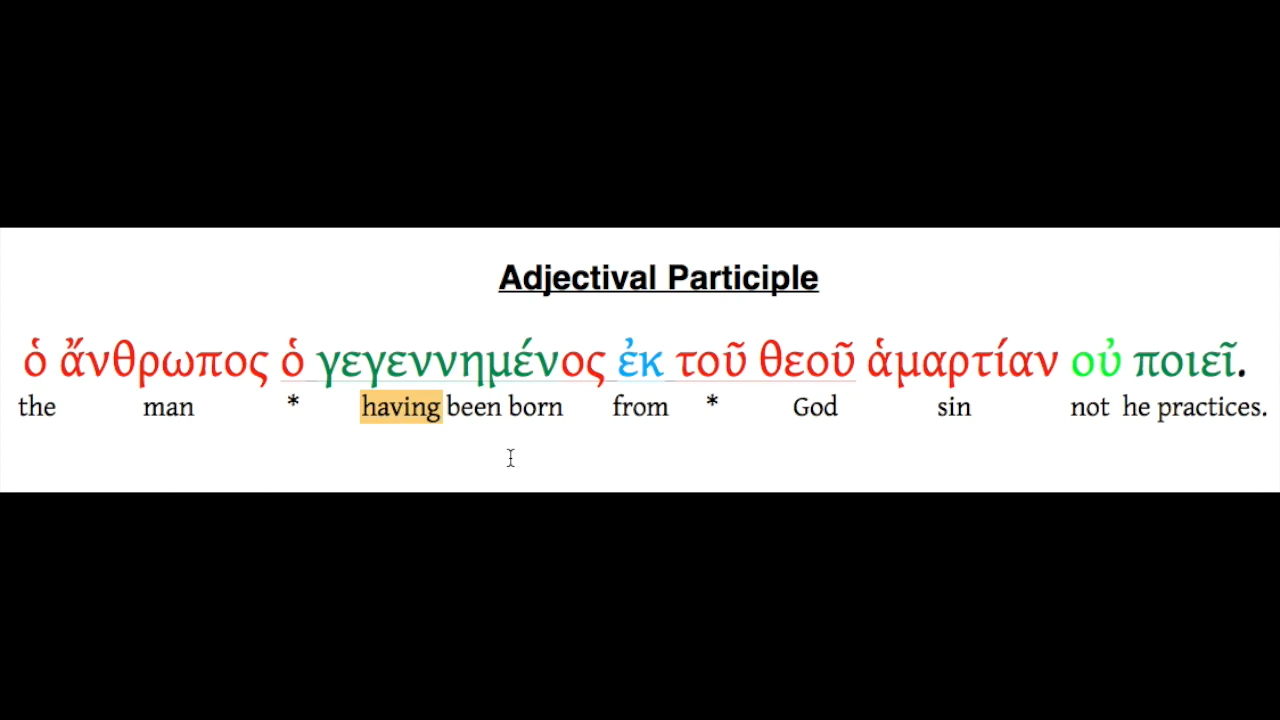 Adjectival Participle
ὁ ἄνθρωπος ὁ γεγεννημένος ἐκ τοῦ θεοῦ ἁμαρτίαν οὐ ποιεῖ.
the man * having been born from * God sin not he practices.